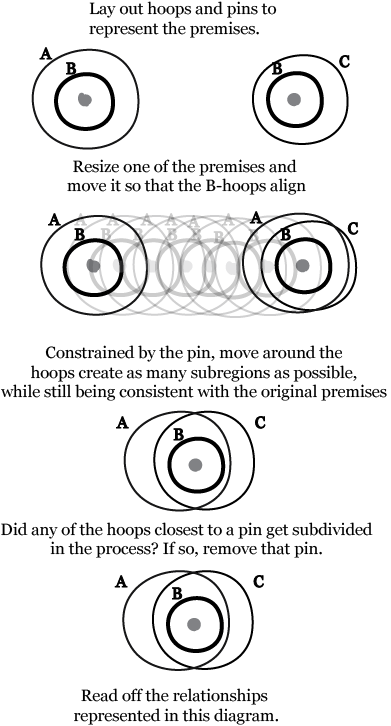 Lay out hoops and pins to
represent the premises.
A
B
B
C
Resize one of the premises and
move it so that the B-hoops align
A A A A A A A
B B B B B B
C
Constrained by the pin, move around the
hoops create as many subregions as possible,
while still being consistent with the original premises
A
B
C
Did any of the hoops closest to a pin get subdivided
in the process? If so, remove that pin.
A
B
C
Read off the relationships
represented in this diagram.